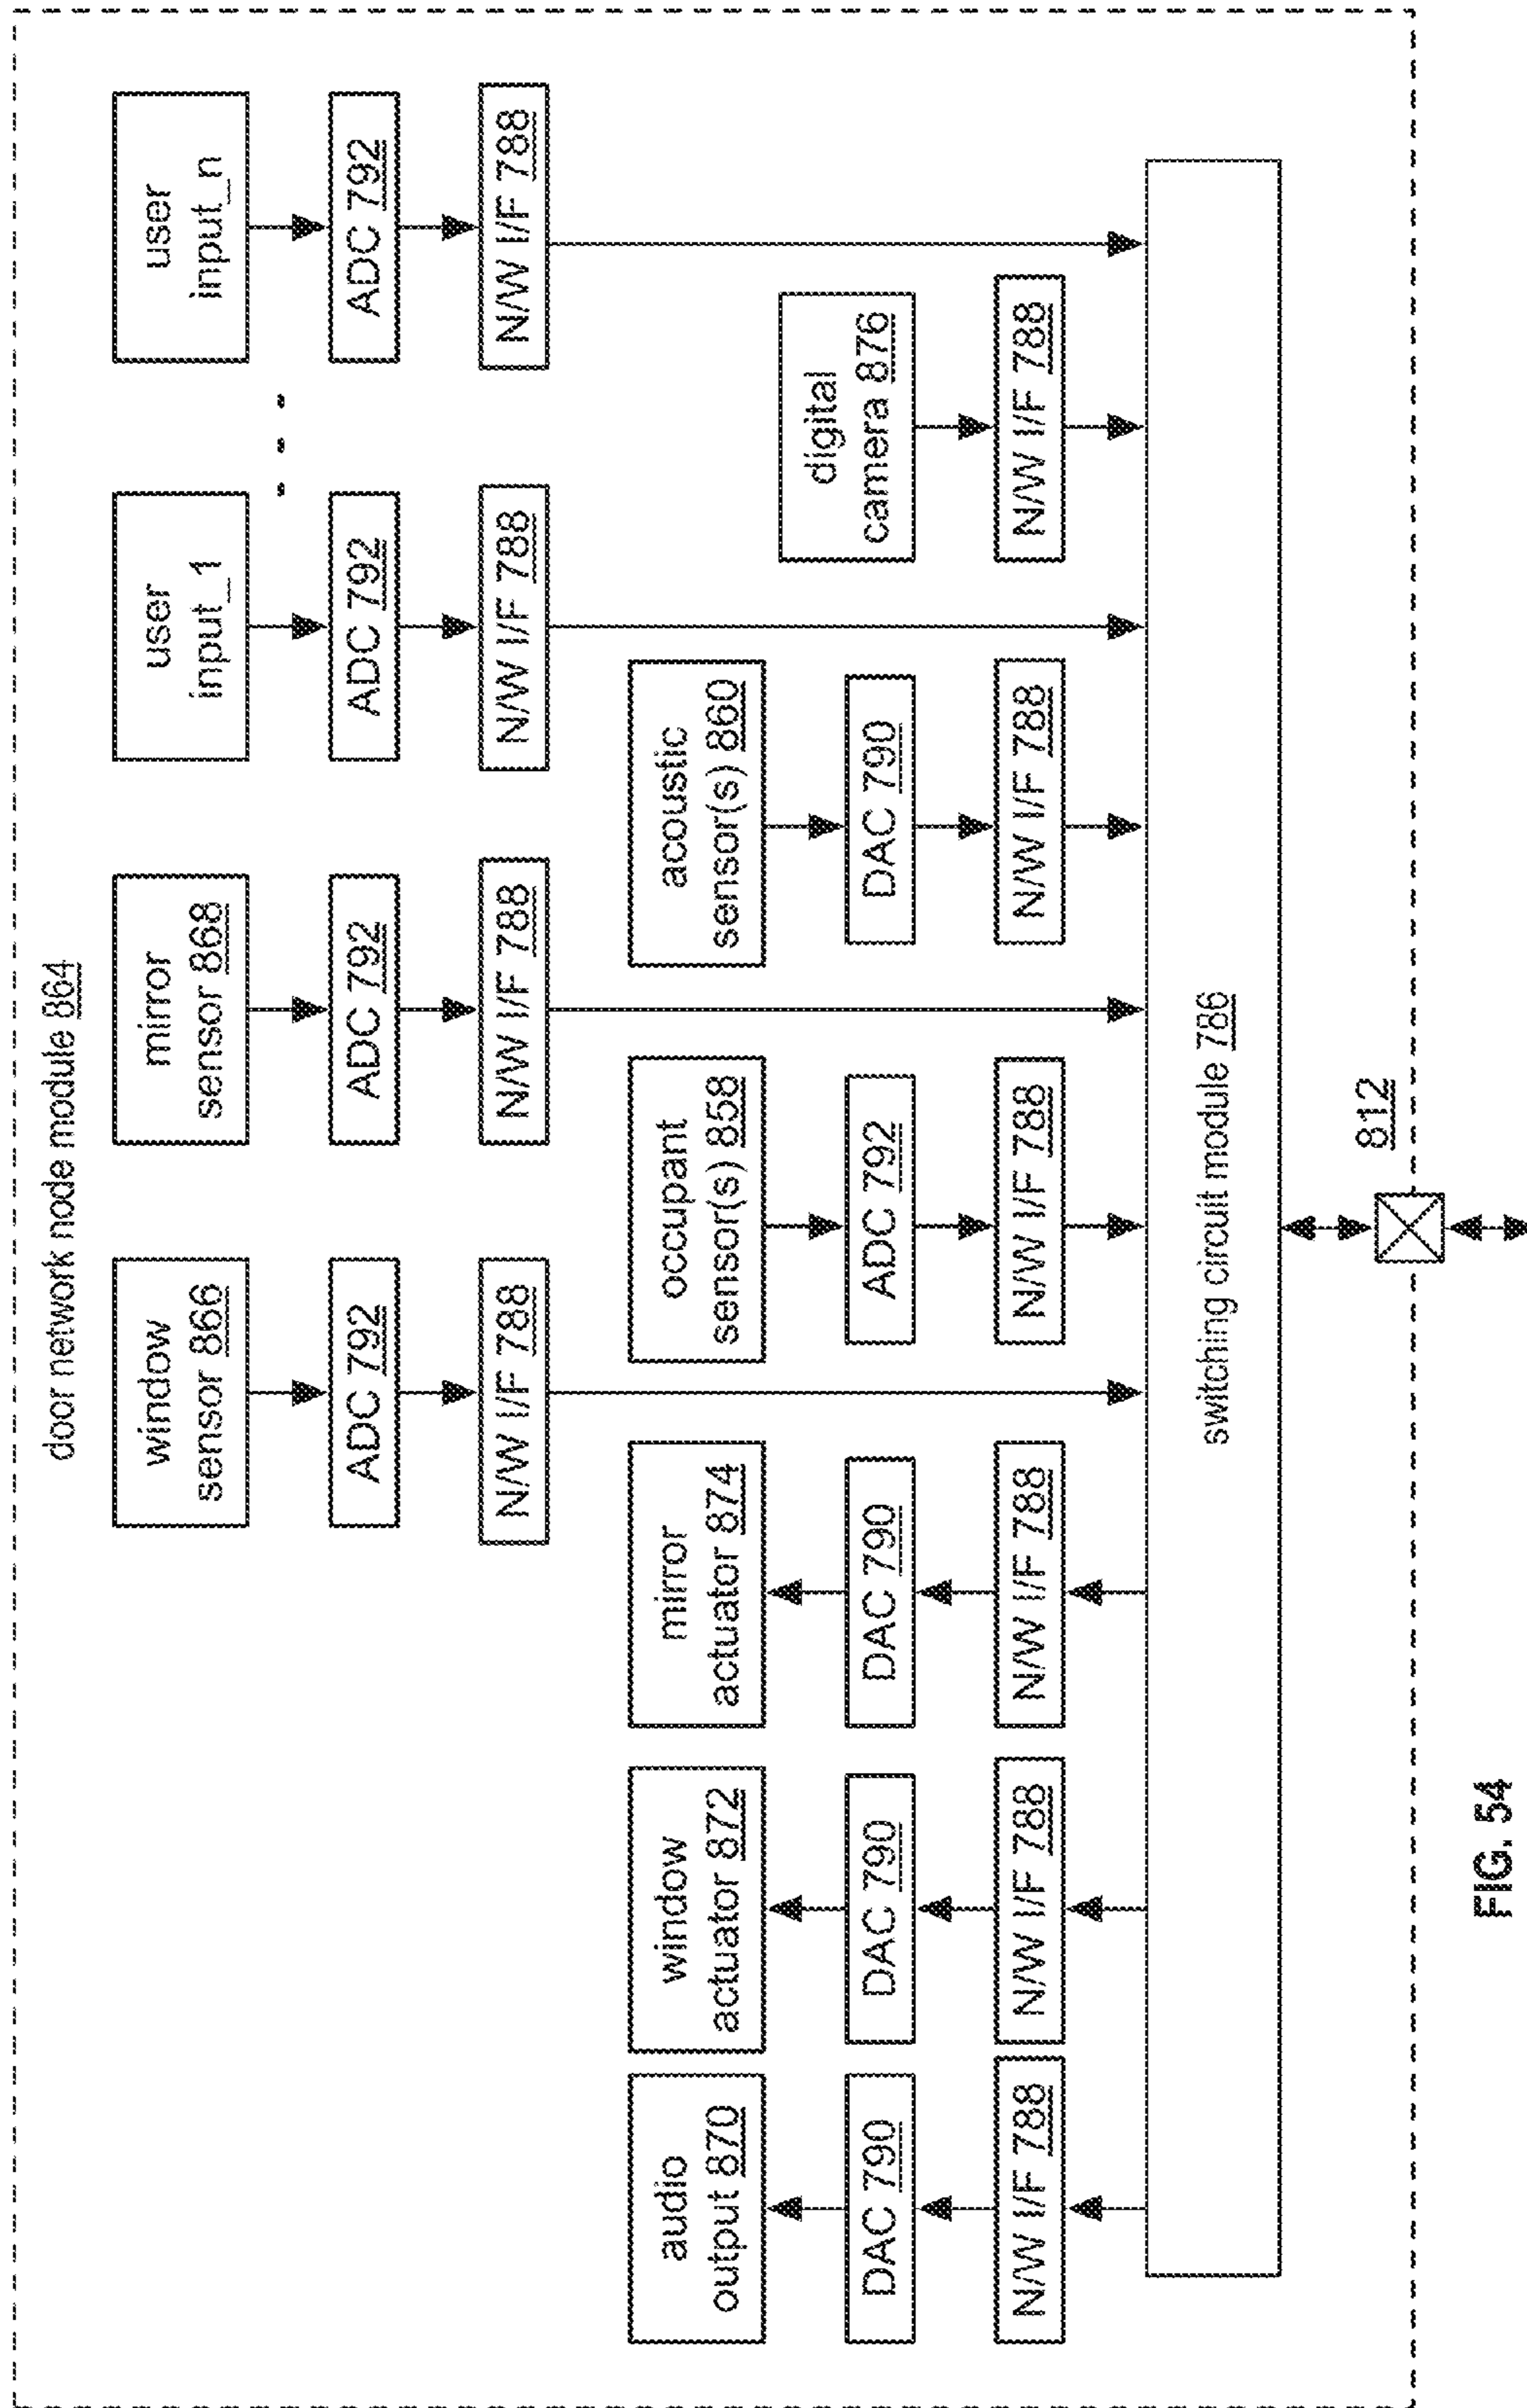 door network node module 864
window
sensor 866
mirror
sensor 868
user
input_1
. . .
user
input_n
ADC 792
ADC 792
ADC 792
ADC 792
N/W I/F 788
N/W I/F 788
N/W I/F 788
N/W I/F 788
audio
output 870
window
actuator 872
mirror
actuator 874
occupant
sensor(s) 858
acoustic
sensor(s) 860
digital
camera 876
DAC 790
DAC 790
DAC 790
ADC 792
DAC 790
N/W I/F 788
N/W I/F 788
N/W I/F 788
N/W I/F 788
N/W I/F 788
N/W I/F 788
switching circuit module 786
812
FIG. 54